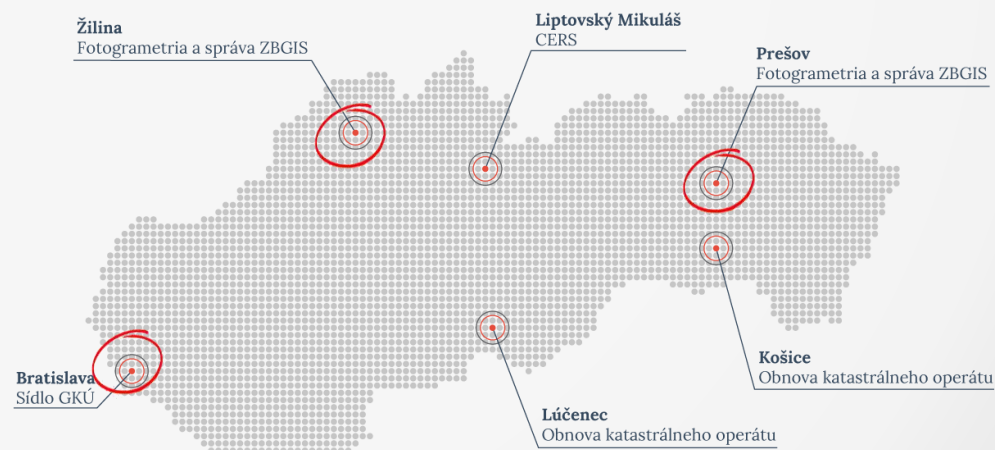 Žilina
Fotogrametria a správa ZBGIS
Liptovský Mikuláš
CERS
Prešov
Fotogrametria a správa ZBGIS
Bratislava
Sídlo GKÚ
Košice
Obnova katastrálneho operátu
Lúčenec
Obnova katastrálneho operátu